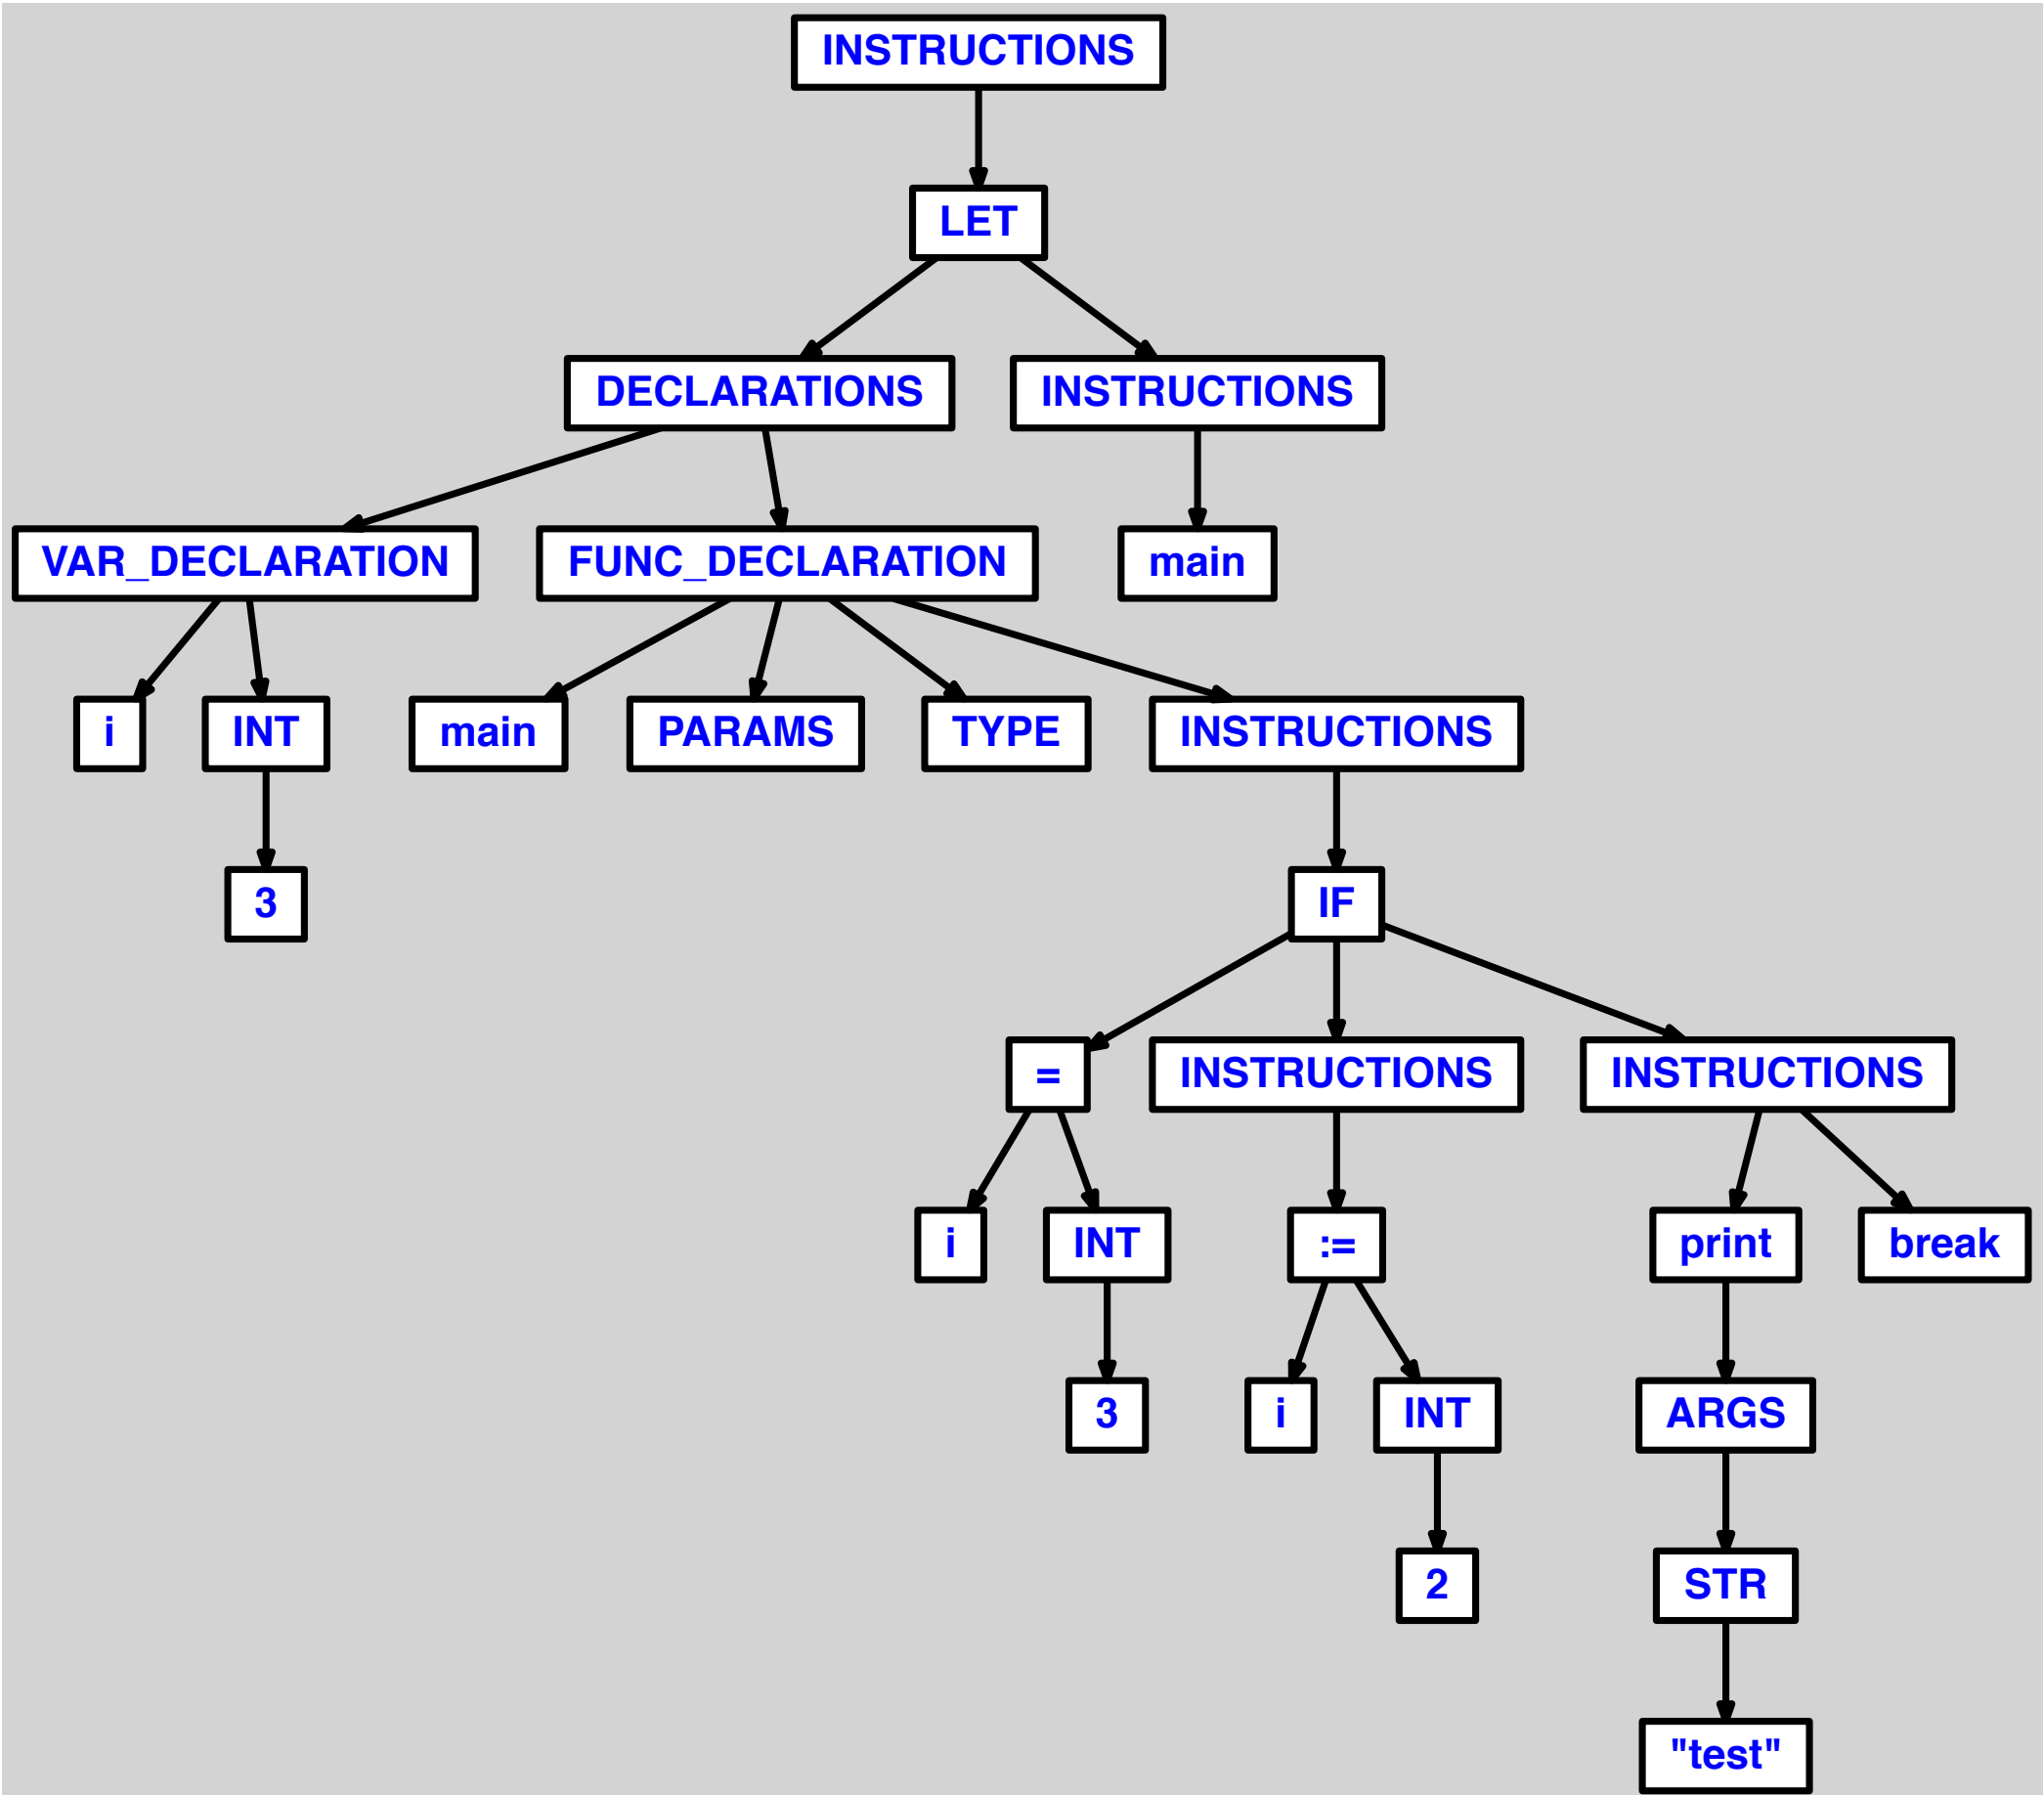 INSTRUCTIONS
LET
DECLARATIONS INSTRUCTIONS
VAR_DECLARATION FUNC_DECLARATION main
i INT main PARAMS TYPE INSTRUCTIONS
3 IF
= INSTRUCTIONS INSTRUCTIONS
i INT := print break
3 i INT ARGS
2 STR
"test"